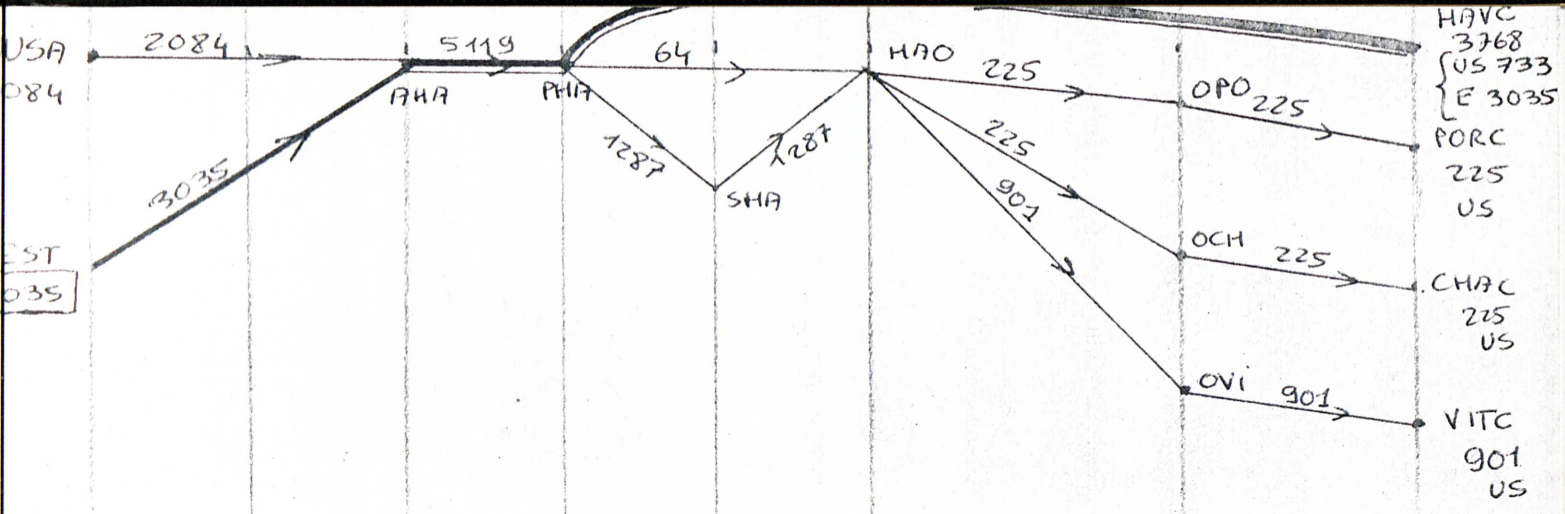 USA
2084
084
3035
EST
035
AHA
5119
PHA
64
1287
SHA
1287
HAO
225
OPO
225
225
OCH
225
901
OVi
901
HAVC
3768
US 733
E 3035
PORC
225
US
CHAC
225
US
VITC
901
US